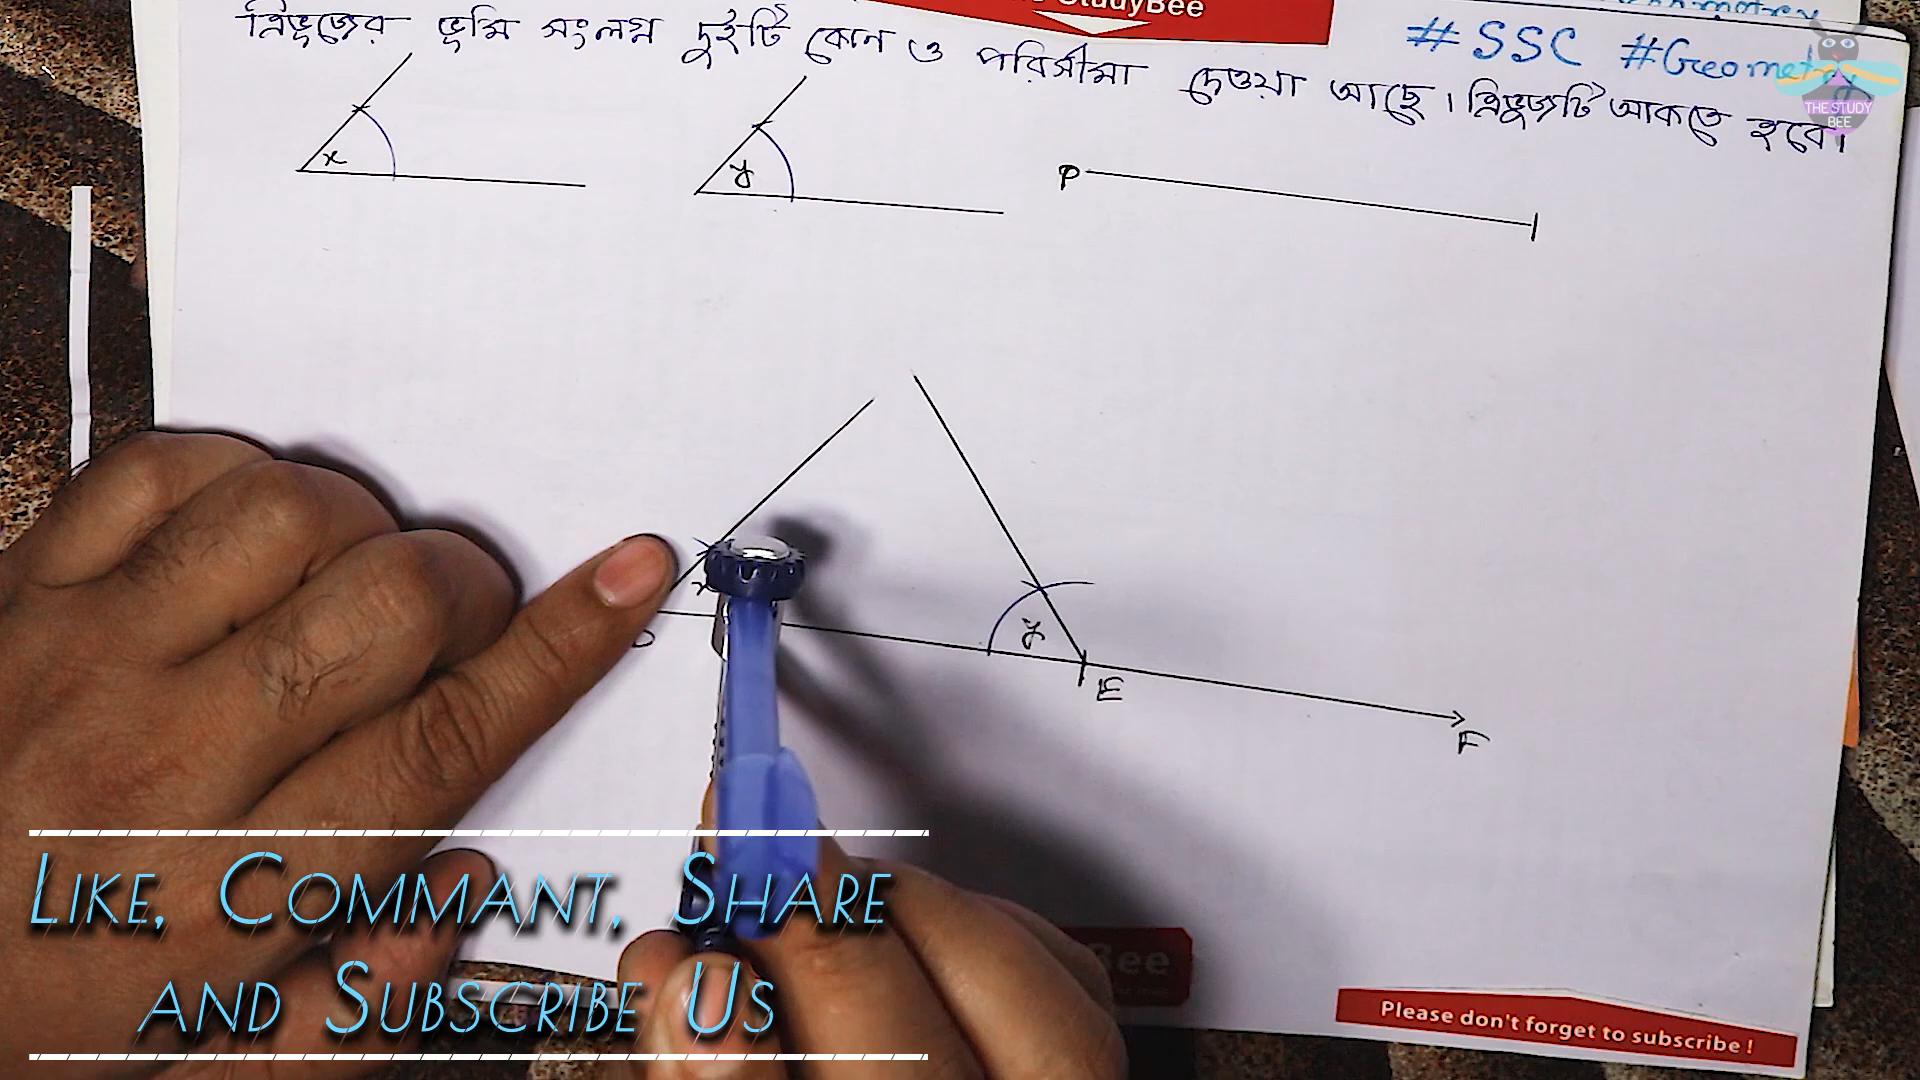 StudyBee
#SSC #Geometry
ত্রিভুজের ভূমি সংলগ্ন দুইটি কোন ও পরিসীমা দেওয়া আছে। ত্রিভুজটি আকতে হবে।
THE STUDY
BEE
x
y
P
x
y
D
E
F
LIKE, COMMANT, SHARE
AND SUBSCRIBE US
Bee
Please don't forget to subscribe !